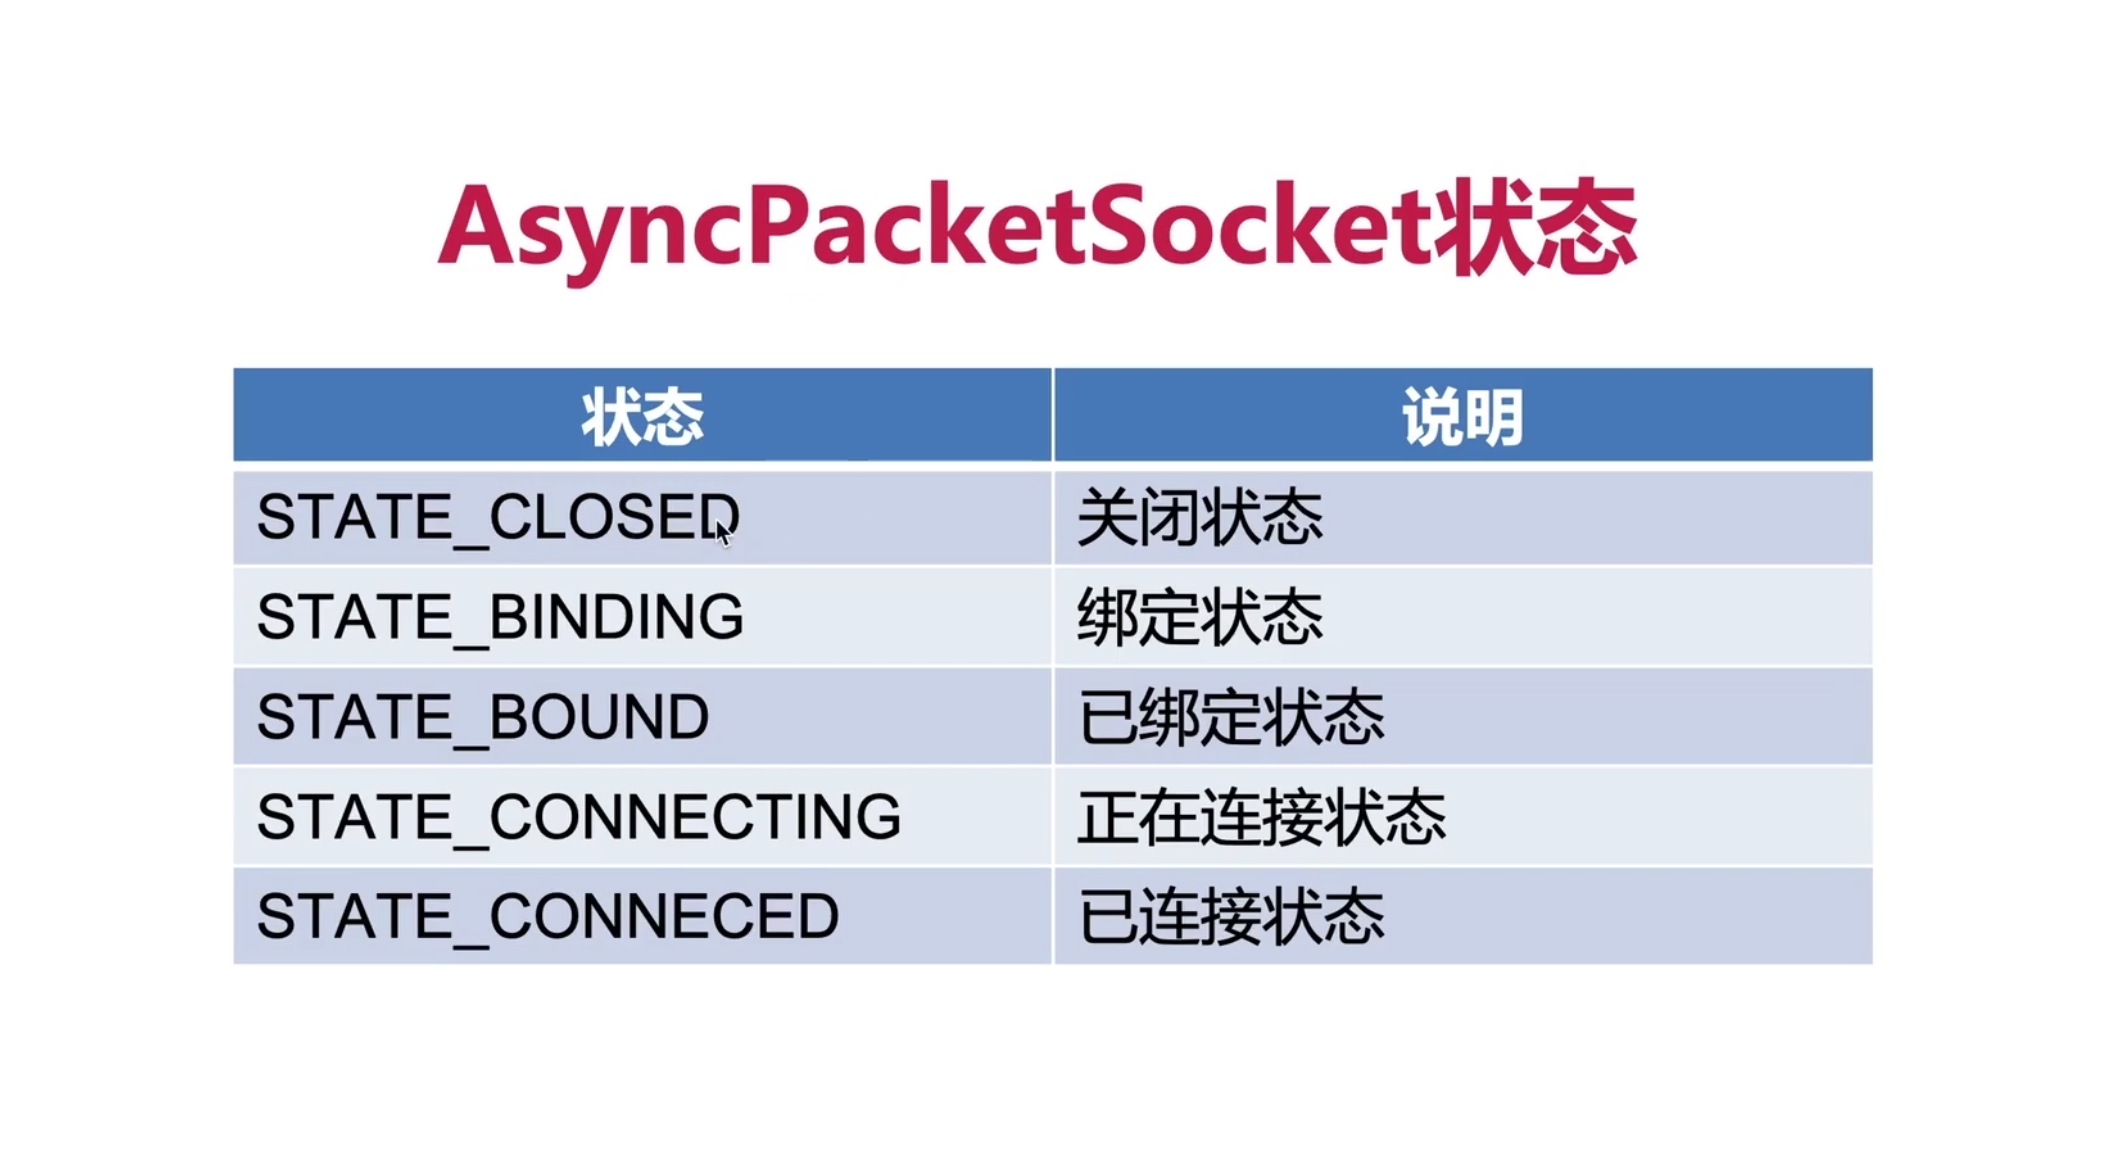 AsyncPacketSocket状态
状态 说明
STATE_CLOSED 关闭状态
STATE_BINDING 绑定状态
STATE_BOUND 已绑定状态
STATE_CONNECTING 正在连接状态
STATE_CONNECED 已连接状态